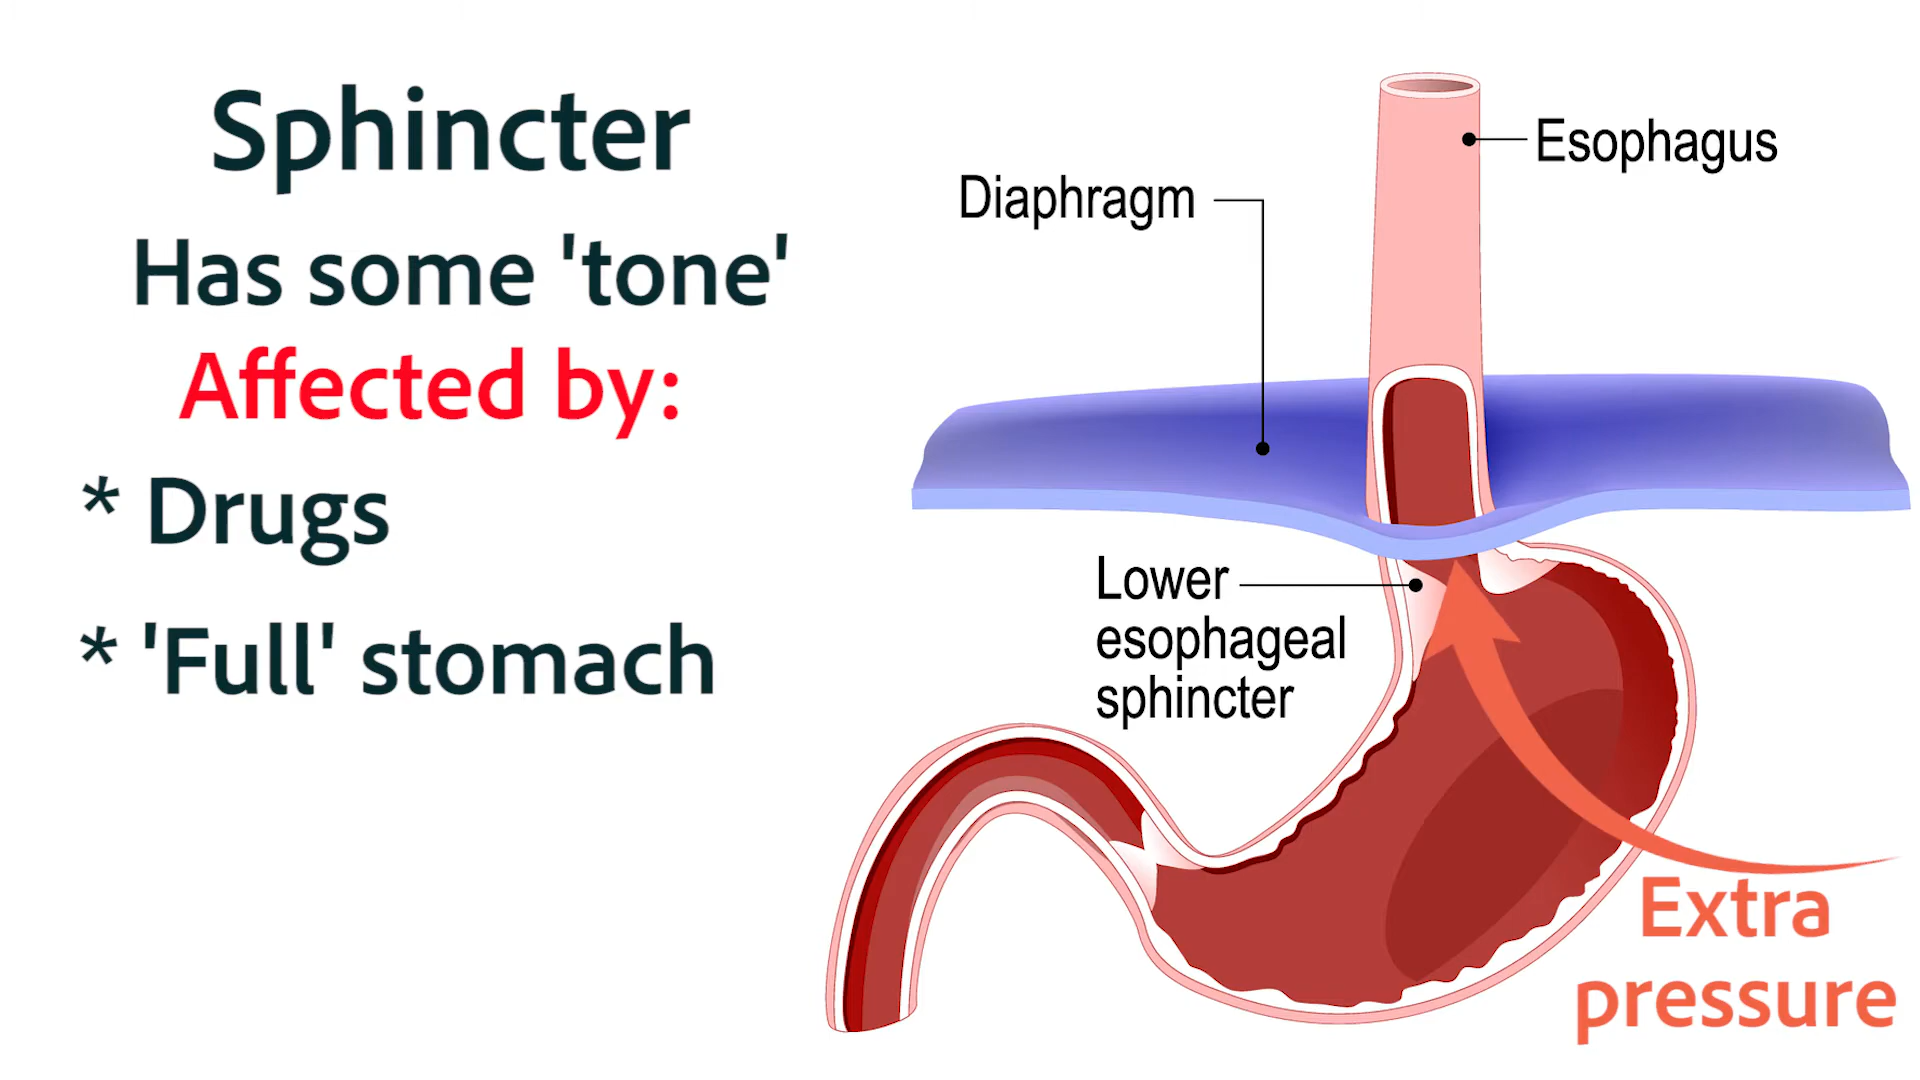 Sphincter
Has some 'tone'
Affected by:
* Drugs
* 'Full' stomach
Esophagus
Diaphragm
Lower
esophageal
sphincter
Extra
pressure